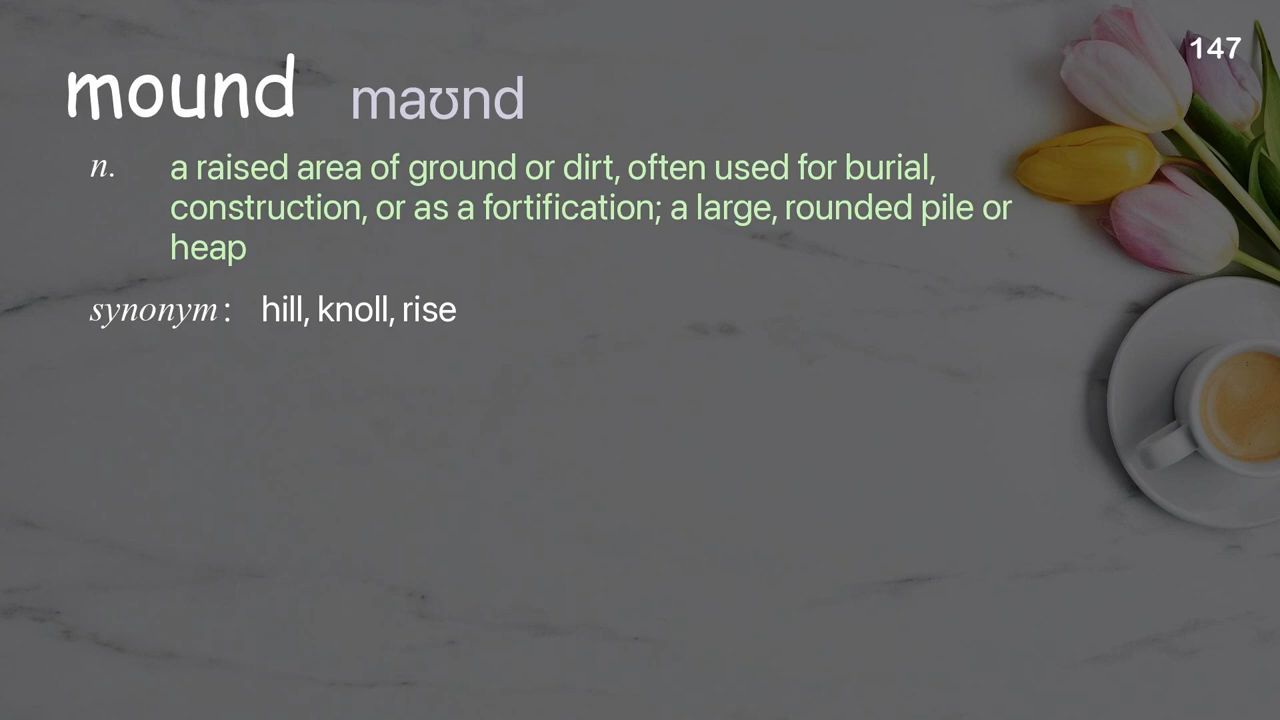 147
mound maʊnd
n. a raised area of ground or dirt, often used for burial,
construction, or as a fortification; a large, rounded pile or
heap
synonym: hill, knoll, rise